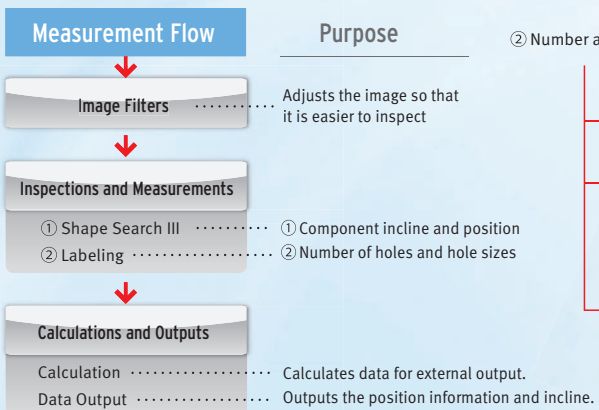 Measurement Flow
Purpose
② Number a
Image Filters ··········· Adjusts the image so that
it is easier to inspect
Inspections and Measurements
① Shape Search III ·········· ① Component incline and position
② Labeling ··················· ② Number of holes and hole sizes
Calculations and Outputs
Calculation ··················· Calculates data for external output.
Data Output ·················· Outputs the position information and incline.